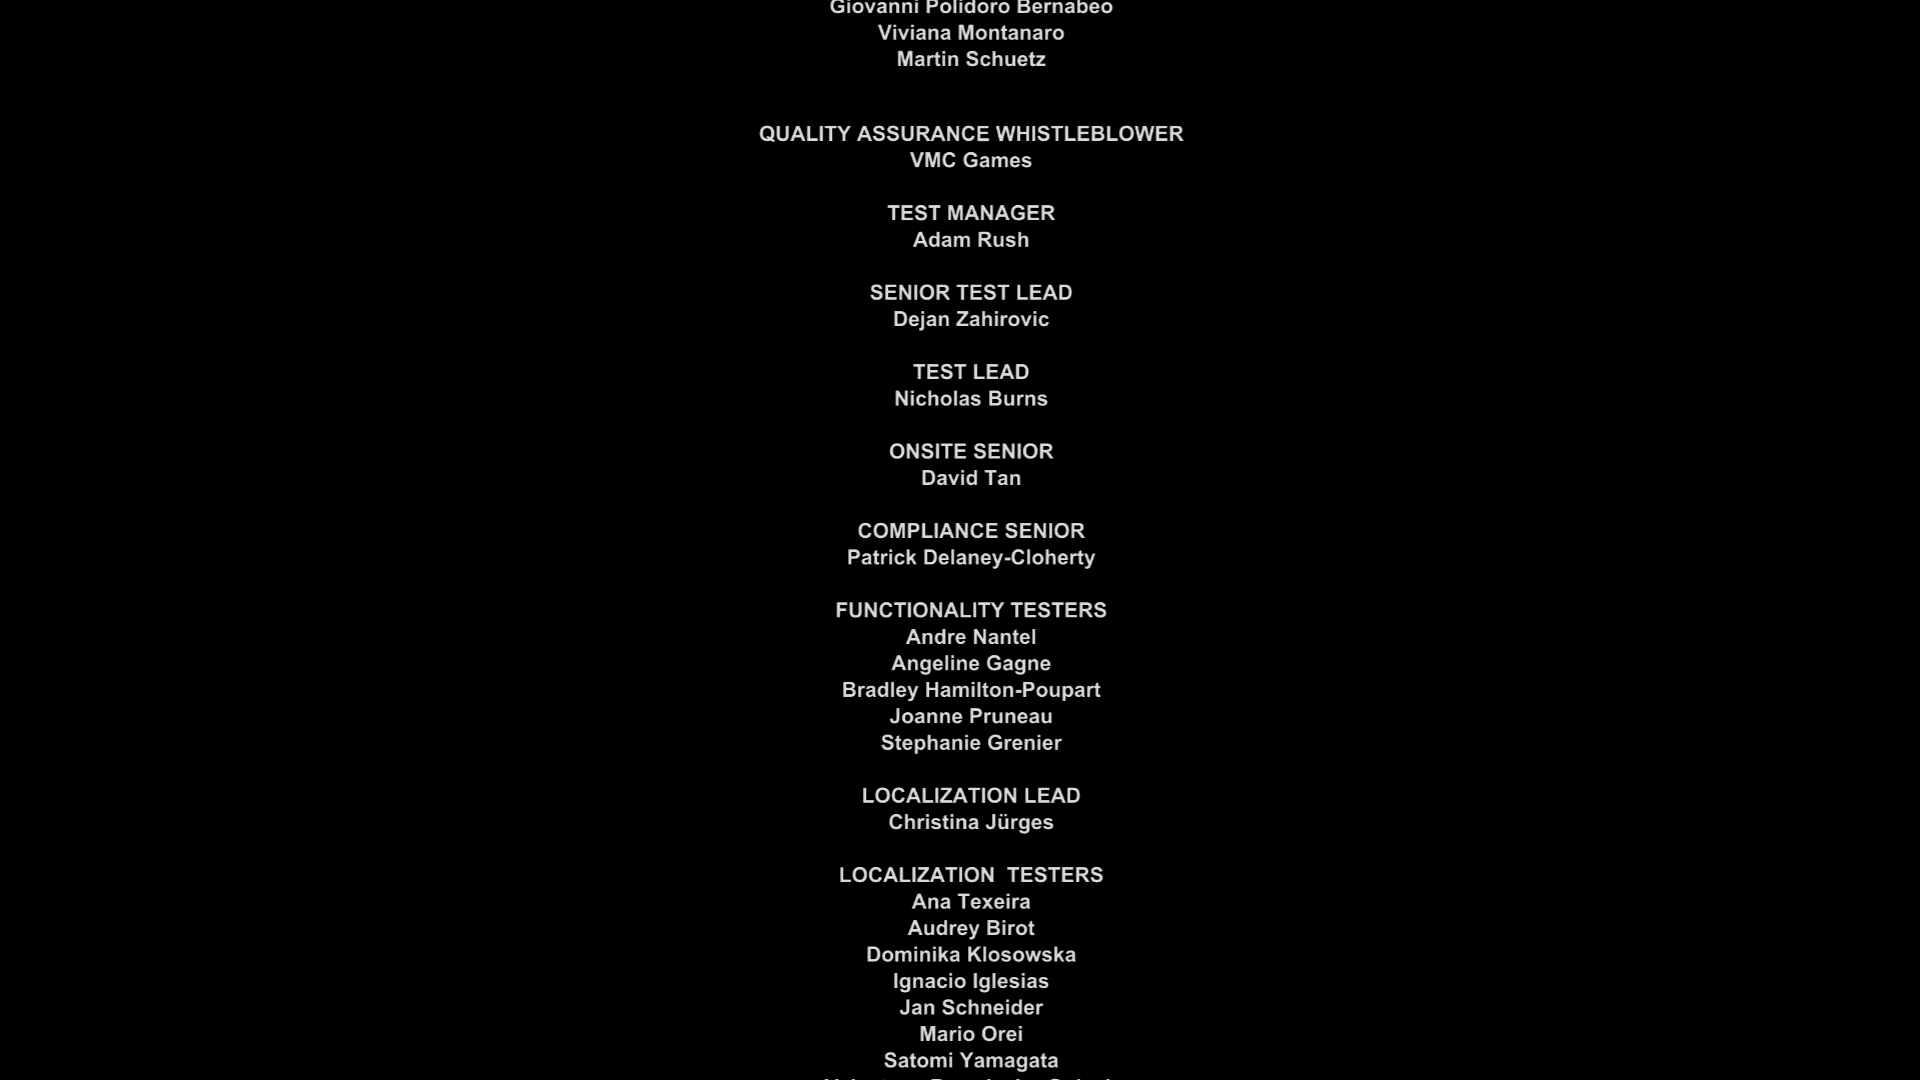 Giovanni Polidoro Bernabeo
Viviana Montanaro
Martin Schuetz
QUALITY ASSURANCE WHISTLEBLOWER
VMC Games
TEST MANAGER
Adam Rush
SENIOR TEST LEAD
Dejan Zahirovic
TEST LEAD
Nicholas Burns
ONSITE SENIOR
David Tan
COMPLIANCE SENIOR
Patrick Delaney-Cloherty
FUNCTIONALITY TESTERS
Andre Nantel
Angeline Gagne
Bradley Hamilton-Poupart
Joanne Pruneau
Stephanie Grenier
LOCALIZATION LEAD
Christina Jürges
LOCALIZATION  TESTERS
Ana Texeira
Audrey Birot
Dominika Klosowska
Ignacio Iglesias
Jan Schneider
Mario Orei
Satomi Yamagata